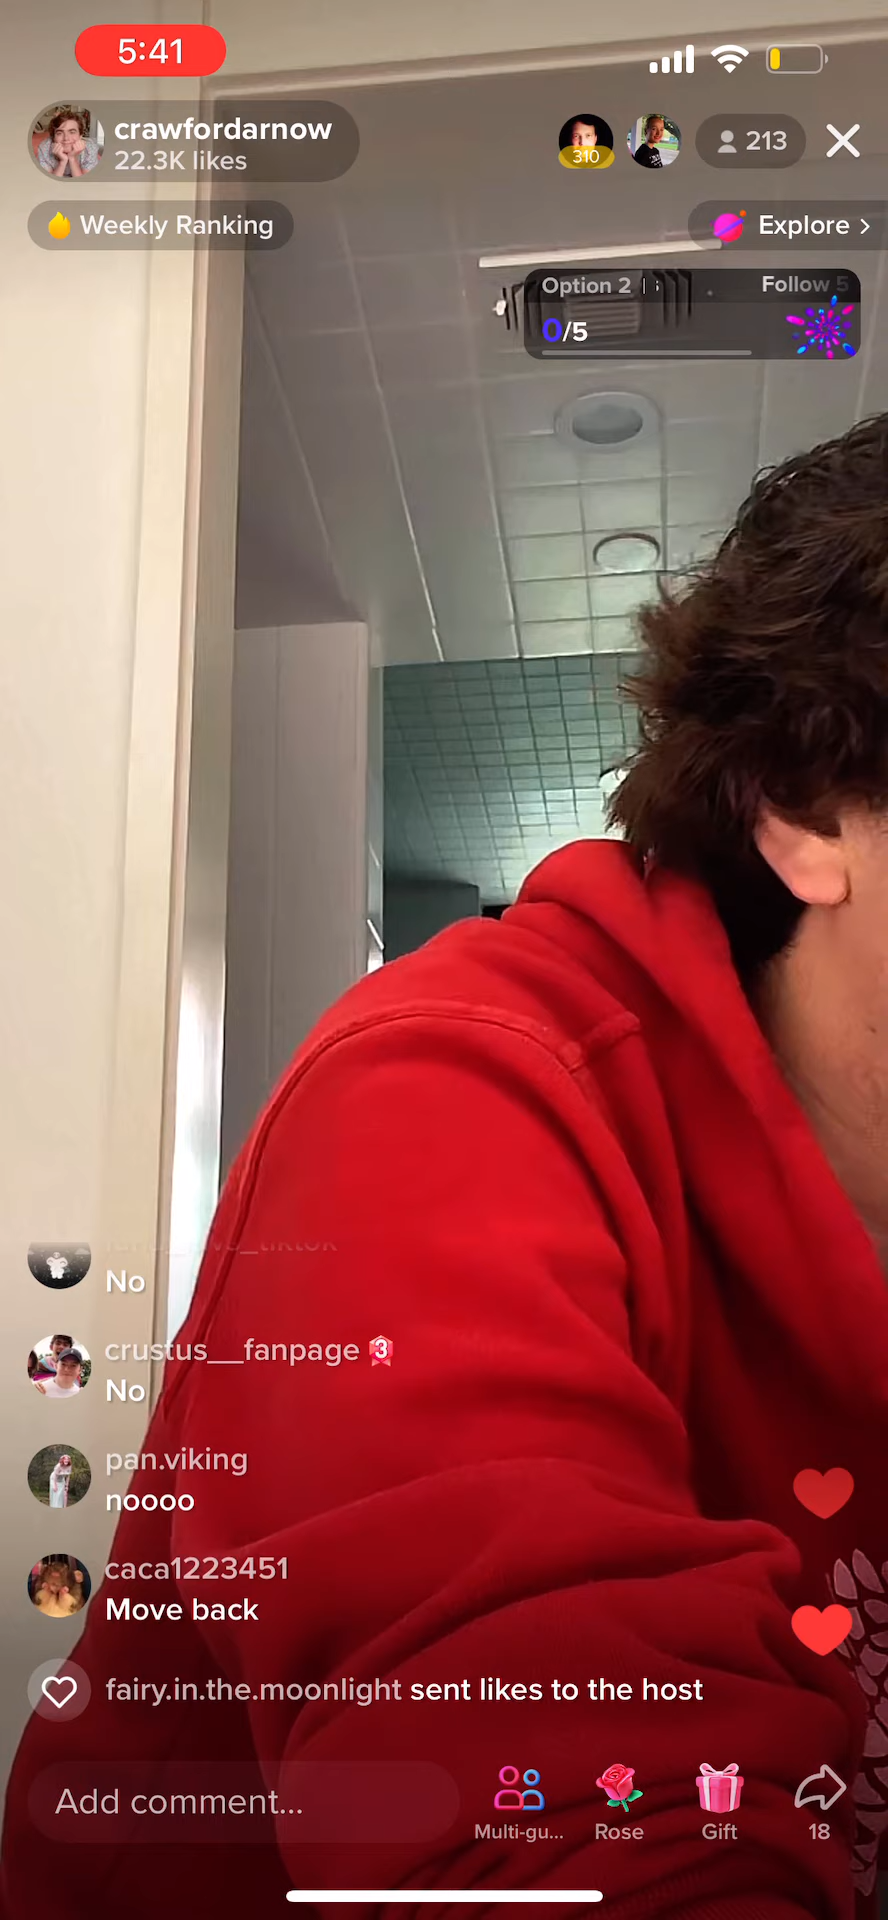 5:41
crawfordarnow
22.3K likes
310
213
Weekly Ranking
Explore >
Option 2
Follow 5
0/5
No
crustus__fanpage 3
No
pan.viking
noooo
caca1223451
Move back
fairy.in.the.moonlight sent likes to the host
Add comment...
Multi-gu...
Rose
Gift
18